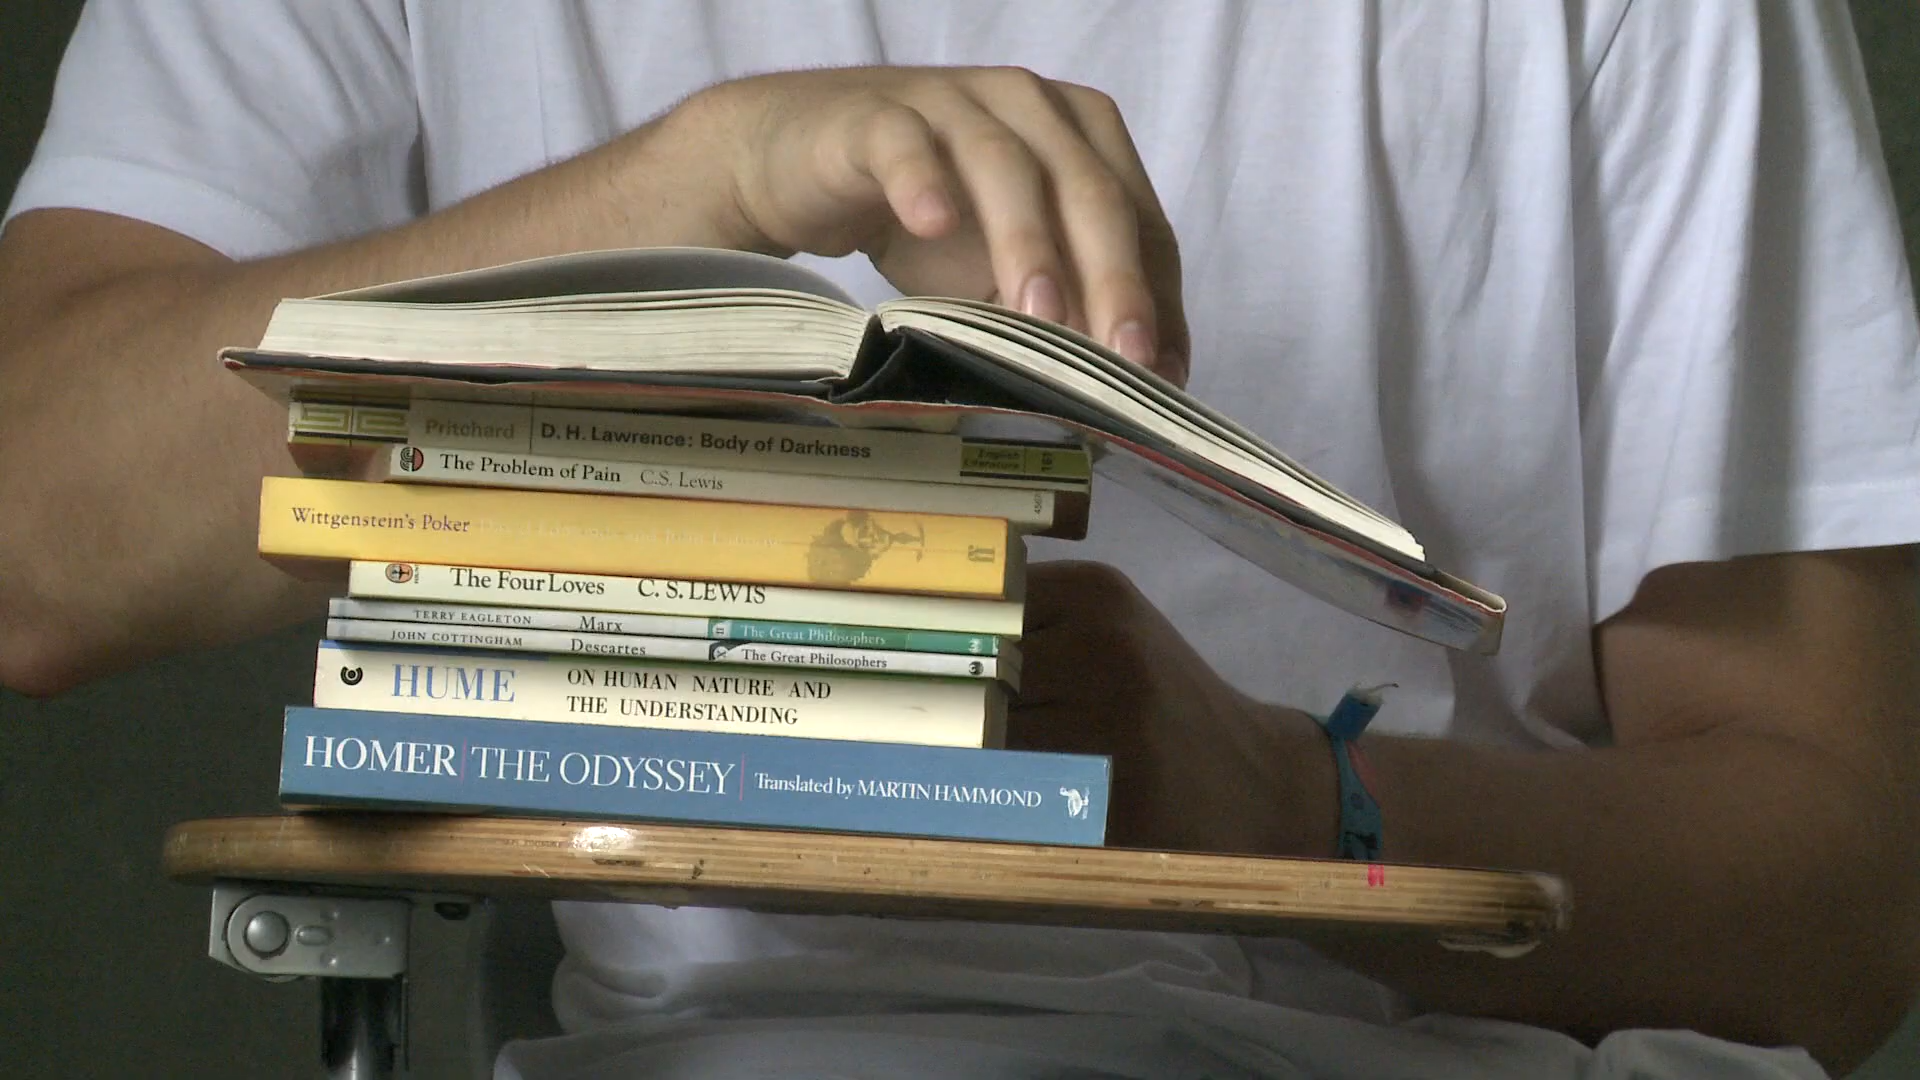 Pritchard D. H. Lawrence: Body of Darkness English Literature 161
The Problem of Pain C.S. Lewis
Wittgenstein's Poker
The Four Loves C. S. LEWIS
TERRY EAGLETON Marx The Great Philosophers
JOHN COTTINGHAM Descartes The Great Philosophers
HUME ON HUMAN NATURE AND
THE UNDERSTANDING
HOMER THE ODYSSEY Translated by MARTIN HAMMOND